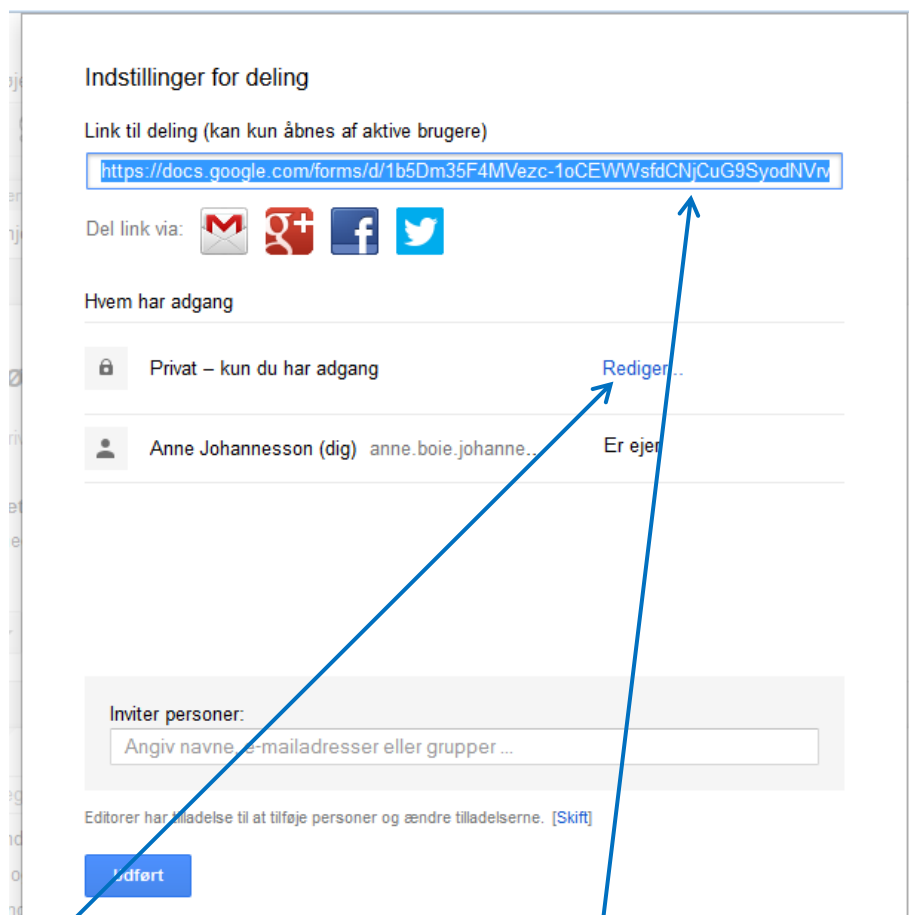 Indstillinger for deling
Link til deling (kan kun åbnes af aktive brugere)
https://docs.google.com/forms/d/1b5Dm35F4MVezc-1oCEWWsfdCNjCuG9SyodNVrv
Del link via:
Hvem har adgang
Privat – kun du har adgang Rediger...
Anne Johannesson (dig) anne.boie.johanne... Er ejer
Inviter personer:
Angiv navne, e-mailadresser eller grupper ...
Editorer har tilladelse til at tilføje personer og ændre tilladelserne. [Skift]
Udført